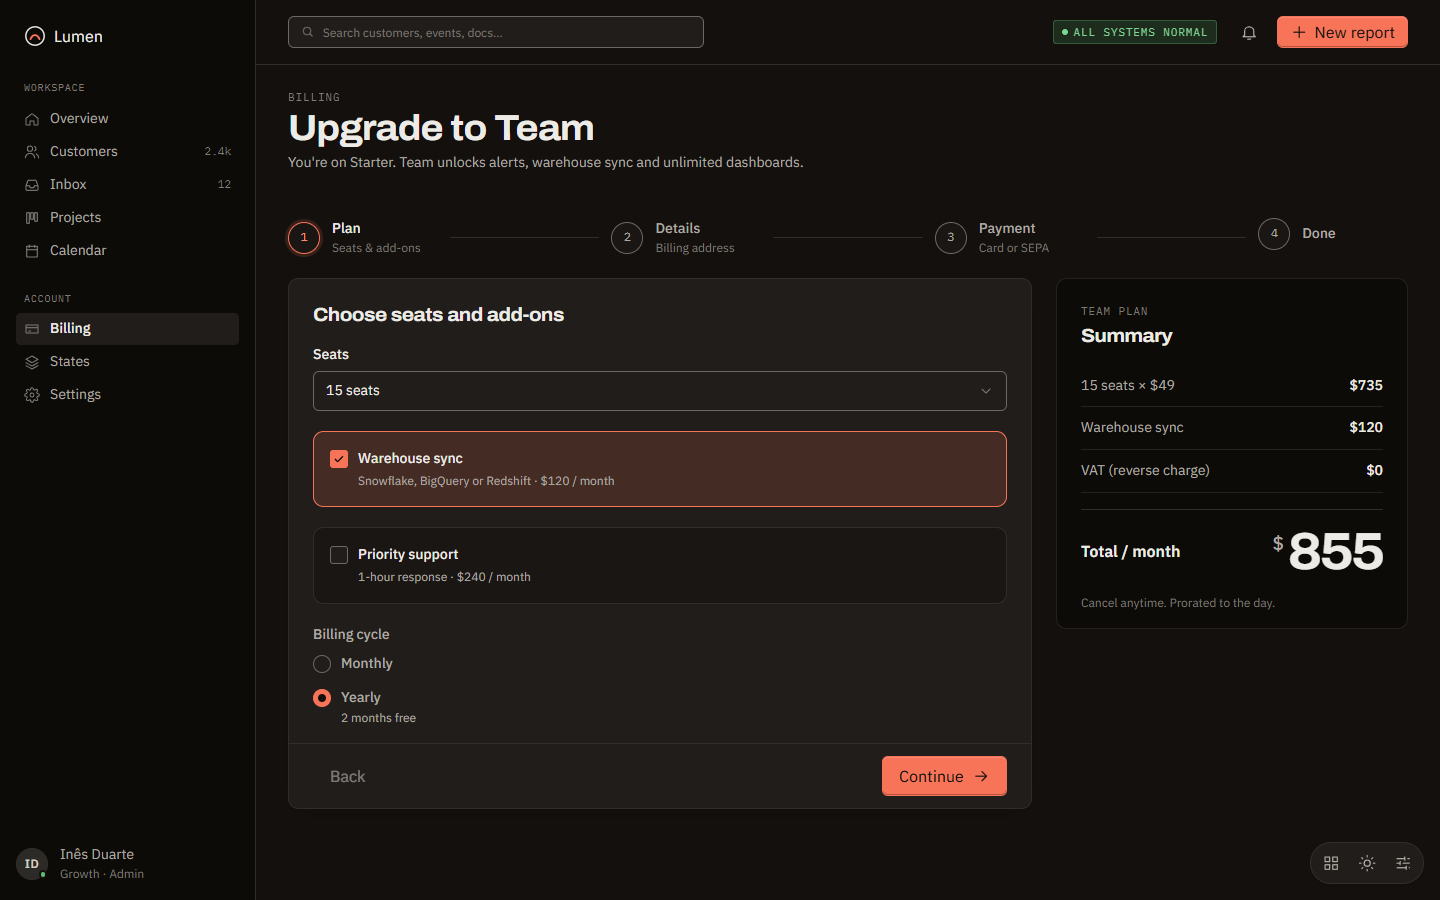 Lumen
WORKSPACE
Overview
Customers 2.4k
Inbox 12
Projects
Calendar
ACCOUNT
Billing
States
Settings
ID
Inês Duarte
Growth · Admin
Search customers, events, docs...
ALL SYSTEMS NORMAL
New report
BILLING
Upgrade to Team
You're on Starter. Team unlocks alerts, warehouse sync and unlimited dashboards.
1 Plan
Seats & add-ons
2 Details
Billing address
3 Payment
Card or SEPA
4 Done
Choose seats and add-ons
Seats
15 seats
Warehouse sync
Snowflake, BigQuery or Redshift · $120 / month
Priority support
1-hour response · $240 / month
Billing cycle
Monthly
Yearly
2 months free
Back
Continue
TEAM PLAN
Summary
15 seats × $49 $735
Warehouse sync $120
VAT (reverse charge) $0
Total / month $855
Cancel anytime. Prorated to the day.